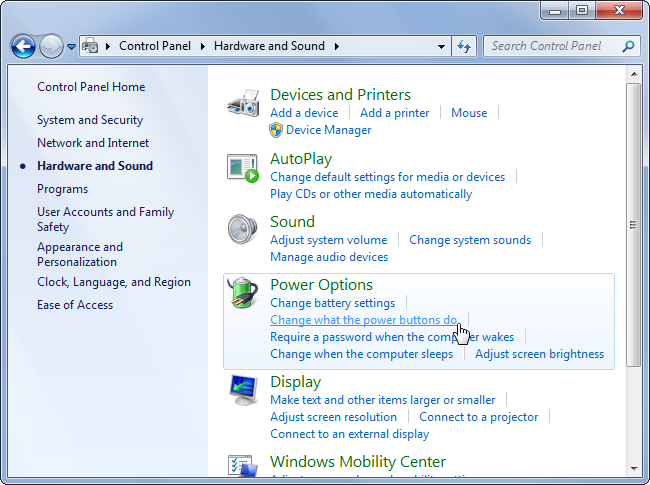 Control Panel Hardware and Sound
Search Control Panel
Control Panel Home
System and Security
Network and Internet
Hardware and Sound
Programs
User Accounts and Family
Safety
Appearance and
Personalization
Clock, Language, and Region
Ease of Access
Devices and Printers
Add a device Add a printer Mouse
Device Manager
AutoPlay
Change default settings for media or devices
Play CDs or other media automatically
Sound
Adjust system volume Change system sounds
Manage audio devices
Power Options
Change battery settings
Change what the power buttons do
Require a password when the computer wakes
Change when the computer sleeps Adjust screen brightness
Display
Make text and other items larger or smaller
Adjust screen resolution Connect to a projector
Connect to an external display
Windows Mobility Center